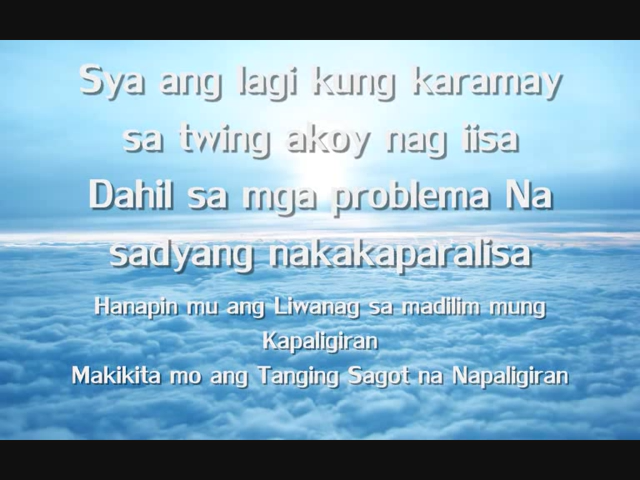 Sya ang lagi kung karamay
sa twing akoy nag iisa
Dahil sa mga problema Na
sadyang nakakaparalisa
Hanapin mu ang Liwanag sa madilim mung
Kapaligiran
Makikita mo ang Tanging Sagot na Napaligiran